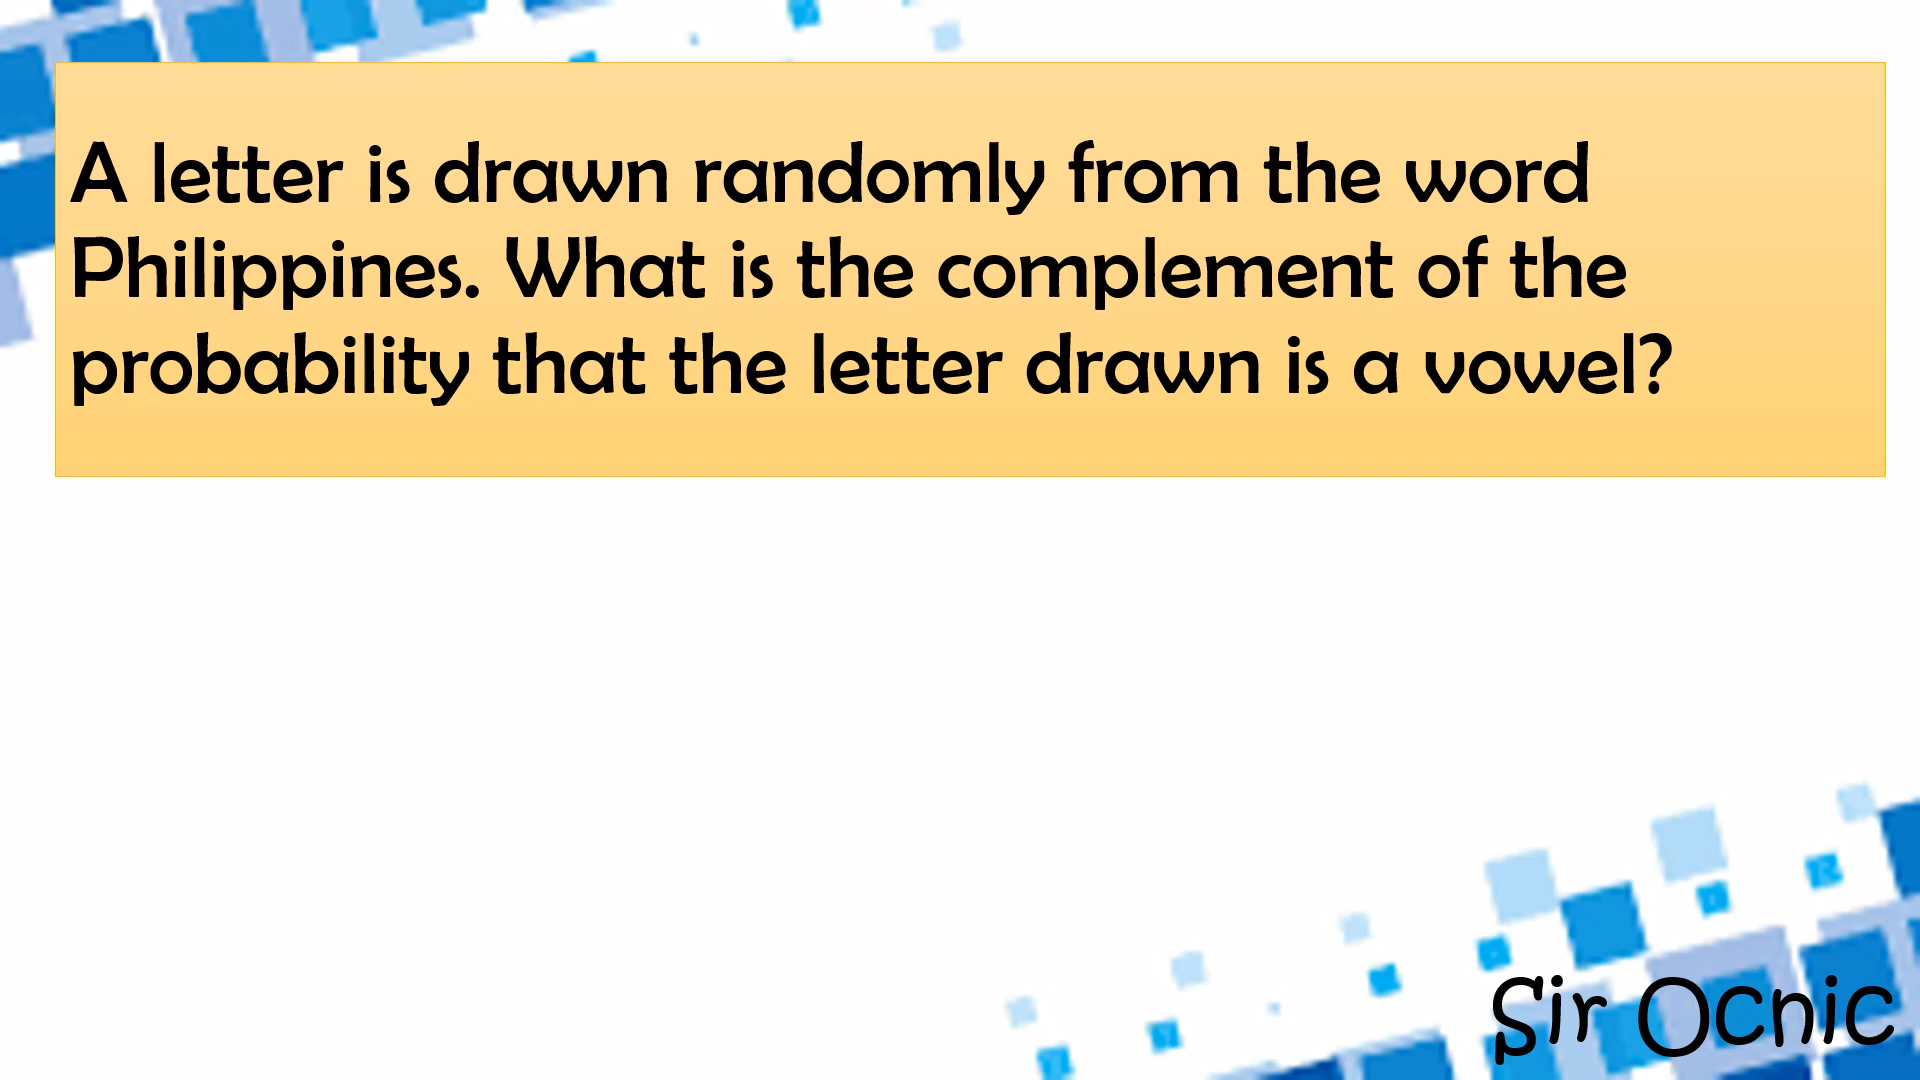 A letter is drawn randomly from the word
Philippines. What is the complement of the
probability that the letter drawn is a vowel?
Sir Ocnic